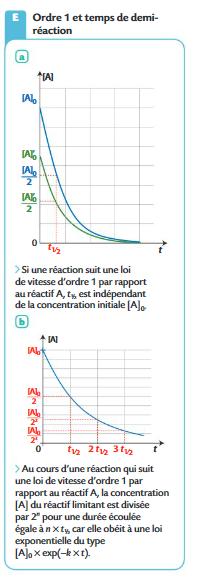 E Ordre 1 et temps de demi-
réaction
a
[A]
[A]₀
[A]'₀
[A]₀
2
[A]'₀
2
0
t½
t
> Si une réaction suit une loi
de vitesse d'ordre 1 par rapport
au réactif A, t½ est indépendant
de la concentration initiale [A]₀.
b
[A]
[A]₀
[A]₀
2
[A]₀
2²
[A]₀
2³
0 t½ 2 t½ 3 t½ t
> Au cours d'une réaction qui suit
une loi de vitesse d'ordre 1 par
rapport au réactif A, la concentration
[A] du réactif limitant est divisée
par 2ⁿ pour une durée écoulée
égale à n × t½ car elle obéit à une loi
exponentielle du type
[A]₀ × exp(–k × t).